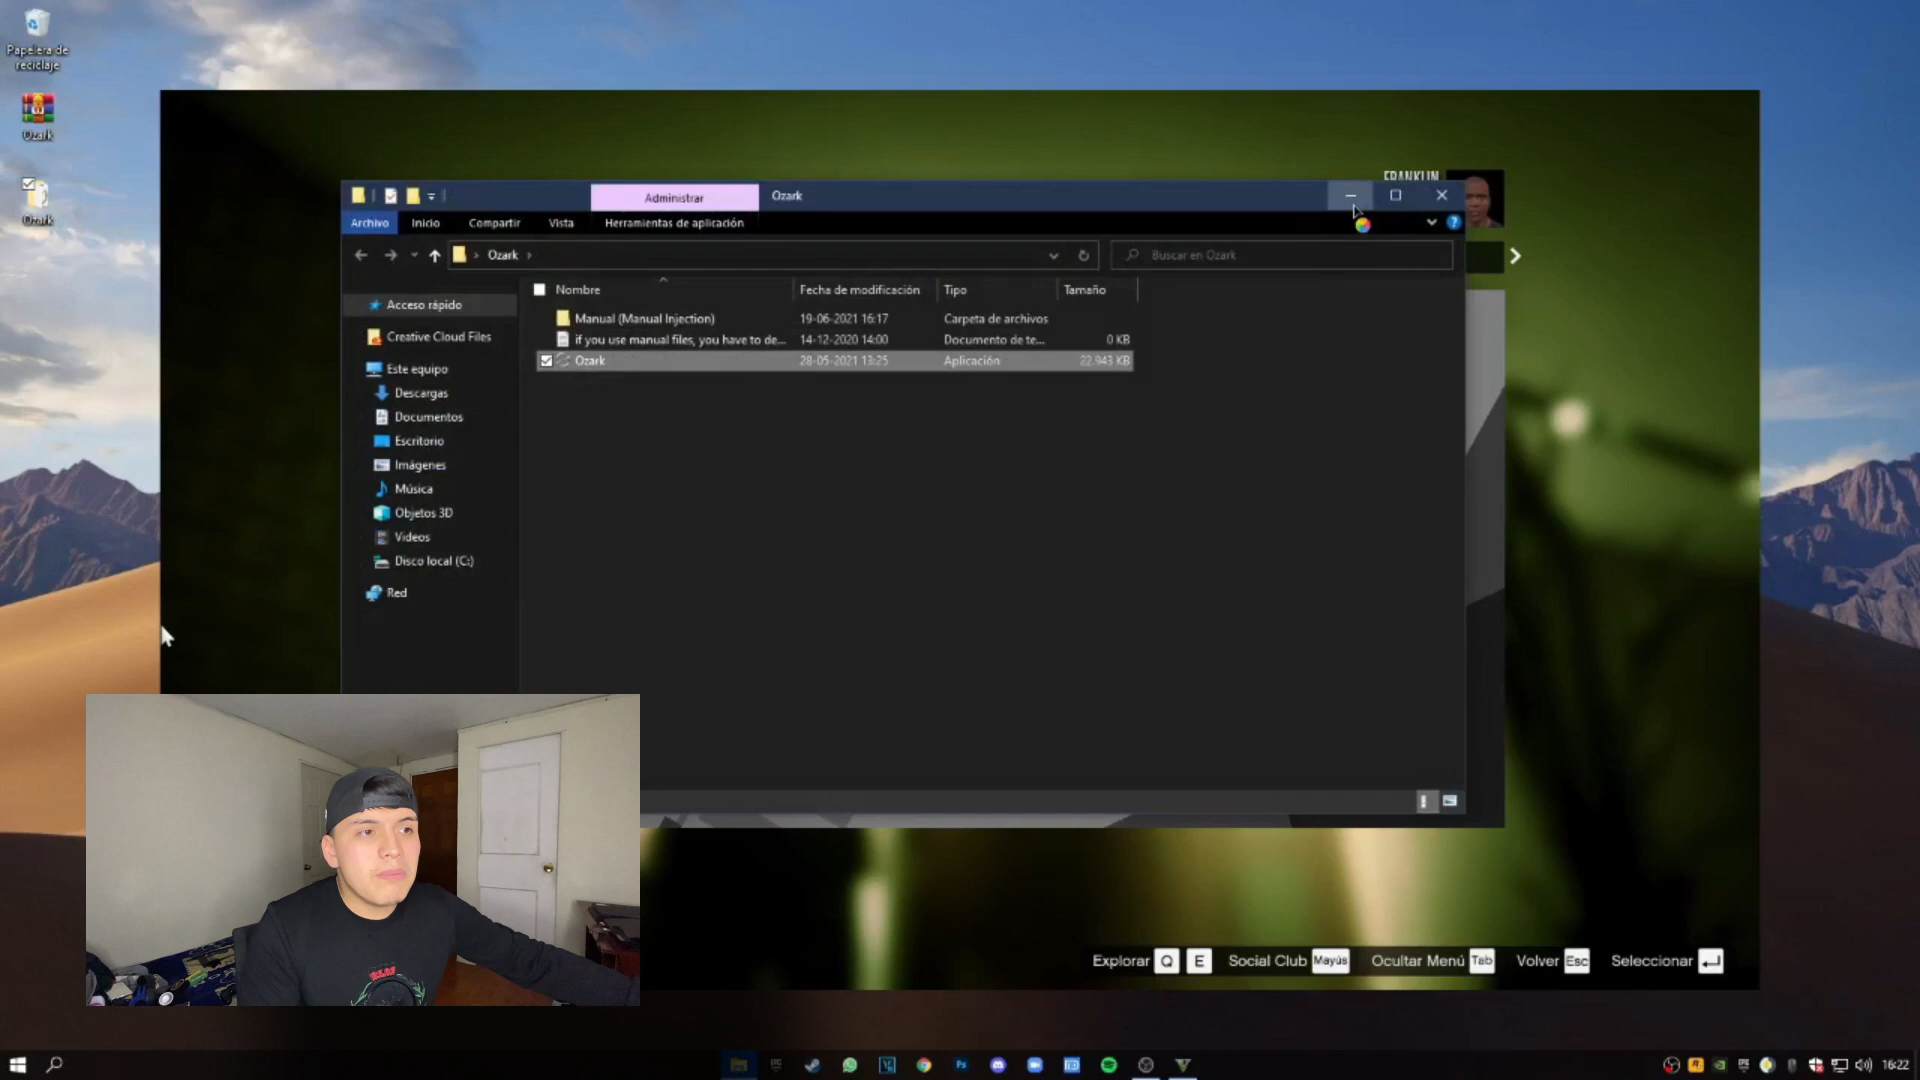 Papelera de
reciclaje
Ozark
Ozark
FRANKLIN
Administrar
Ozark
Archivo
Inicio
Compartir
Vista
Herramientas de aplicación
Ozark
Buscar en Ozark
Nombre
Fecha de modificación
Tipo
Tamaño
Manual (Manual Injection)
19-06-2021 16:17
Carpeta de archivos
if you use manual files, you have to de...
14-12-2020 14:00
Documento de te...
0 KB
Ozark
28-05-2021 13:25
Aplicación
22.943 KB
Acceso rápido
Creative Cloud Files
Este equipo
Descargas
Documentos
Escritorio
Imágenes
Música
Objetos 3D
Videos
Disco local (C:)
Red
Explorar Q E Social Club Mayús Ocultar Menú Tab Volver Esc Seleccionar
Ps
16:22